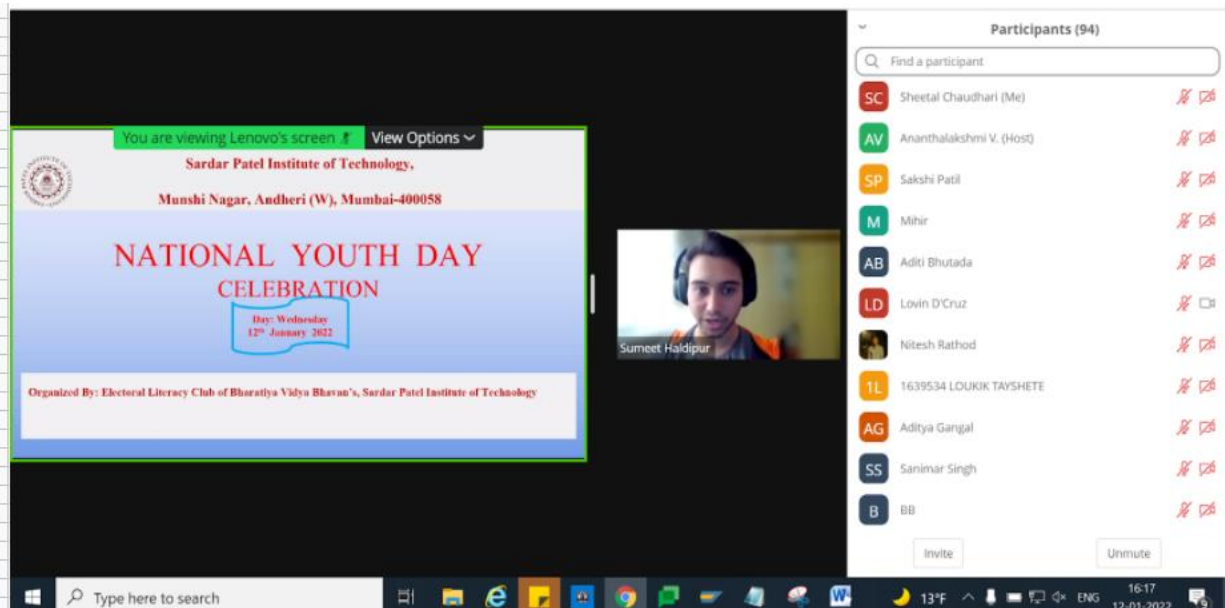 You are viewing Lenovo's screen
View Options
Sardar Patel Institute of Technology,
Munshi Nagar, Andheri (W), Mumbai-400058
NATIONAL YOUTH DAY
CELEBRATION
Day: Wednesday
12th January 2022
Organized By: Electoral Literacy Club of Bharatiya Vidya Bhavan's, Sardar Patel Institute of Technology
Sumeet Haldipur
Participants (94)
Find a participant
SC Sheetal Chaudhari (Me)
AV Ananthalakshmi V. (Host)
SP Sakshi Patil
M Mihir
AB Aditi Bhutada
LD Lovin D'Cruz
Nitesh Rathod
1L 1639534 LOUKIK TAYSHETE
AG Aditya Gangal
SS Sanimar Singh
B BB
Invite
Unmute
Type here to search
13°F
ENG
16:17
12-01-2022